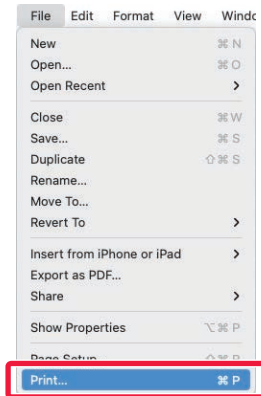 File Edit Format View Windo
New ⌘ N
Open... ⌘ O
Open Recent >
Close ⌘ W
Save... ⌘ S
Duplicate ⇧ ⌘ S
Rename...
Move To...
Revert To >
Insert from iPhone or iPad >
Export as PDF...
Share >
Show Properties ⌥ ⌘ P
Page Setup ⇧ ⌘ P
Print... ⌘ P